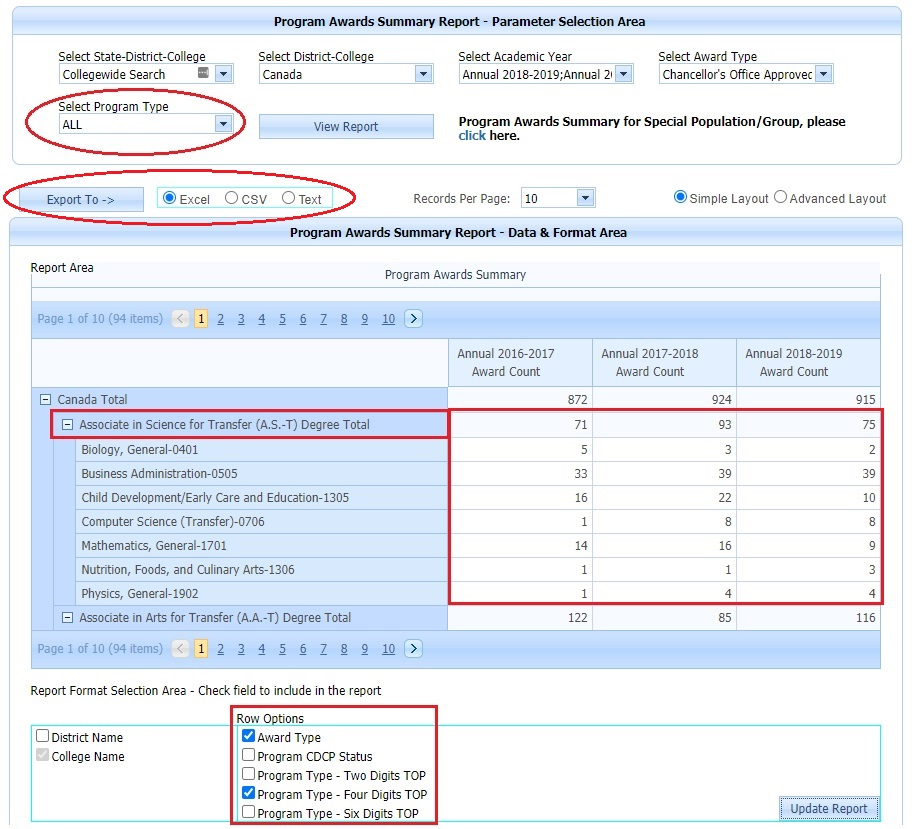 Program Awards Summary Report - Parameter Selection Area
Select State-District-College Select District-College Select Academic Year Select Award Type
Collegewide Search Canada Annual 2018-2019;Annual 2( Chancellor's Office Approved
Select Program Type
ALL
View Report
Program Awards Summary for Special Population/Group, please
click here.
Export To -> Excel CSV Text Records Per Page: 10 Simple Layout Advanced Layout
Program Awards Summary Report - Data & Format Area
Report Area
Program Awards Summary
Page 1 of 10 (94 items) < 1 2 3 4 5 6 7 8 9 10 >
Annual 2016-2017 Annual 2017-2018 Annual 2018-2019
Award Count Award Count Award Count
Canada Total 872 924 915
Associate in Science for Transfer (A.S.-T) Degree Total 71 93 75
Biology, General-0401 5 3 2
Business Administration-0505 33 39 39
Child Development/Early Care and Education-1305 16 22 10
Computer Science (Transfer)-0706 1 8 8
Mathematics, General-1701 14 16 9
Nutrition, Foods, and Culinary Arts-1306 1 1 3
Physics, General-1902 1 4 4
Associate in Arts for Transfer (A.A.-T) Degree Total 122 85 116
Page 1 of 10 (94 items) < 1 2 3 4 5 6 7 8 9 10 >
Report Format Selection Area - Check field to include in the report
Row Options
District Name Award Type
College Name Program CDCP Status
Program Type - Two Digits TOP
Program Type - Four Digits TOP
Program Type - Six Digits TOP
Update Report